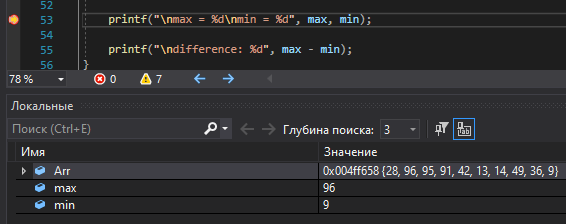 52
53 printf("\nmax = %d\nmin = %d", max, min);
54
55 printf("\ndifference: %d", max - min);
56 }
78 % 0 7
Локальные
Поиск (Ctrl+E) Глубина поиска: 3
Имя Значение
Arr 0x004ff658 {28, 96, 95, 91, 42, 13, 14, 49, 36, 9}
max 96
min 9